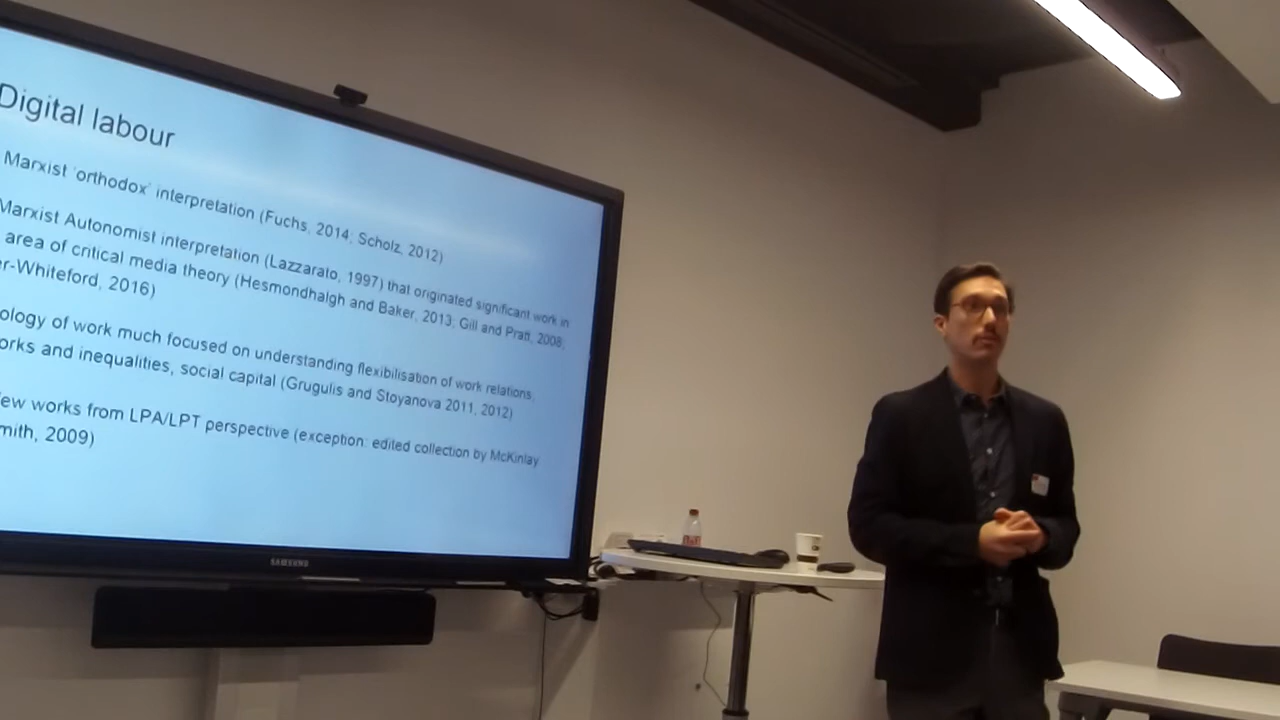 Digital labour
Marxist 'orthodox' interpretation (Fuchs, 2014; Scholz, 2012)
Marxist Autonomist interpretation (Lazzarato, 1997) that originated significant work in
area of critical media theory (Hesmondhalgh and Baker, 2013; Gill and Pratt, 2008;
er-Whiteford, 2016)
ology of work much focused on understanding flexibilisation of work relations,
orks and inequalities, social capital (Grugulis and Stoyanova 2011, 2012)
ew works from LPA/LPT perspective (exception: edited collection by McKinlay
mith, 2009)
SAMSUNG